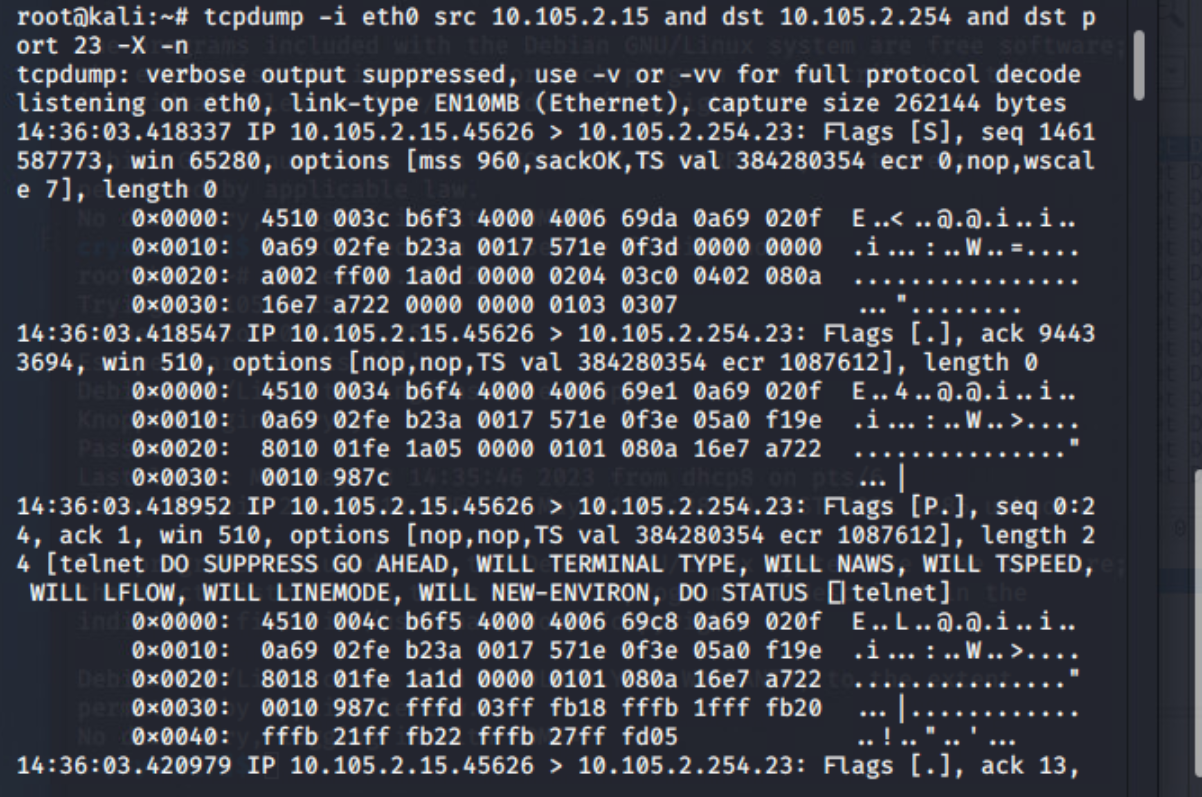 root@kali:~# tcpdump -i eth0 src 10.105.2.15 and dst 10.105.2.254 and dst p
ort 23 -X -n
tcpdump: verbose output suppressed, use -v or -vv for full protocol decode
listening on eth0, link-type EN10MB (Ethernet), capture size 262144 bytes
14:36:03.418337 IP 10.105.2.15.45626 > 10.105.2.254.23: Flags [S], seq 1461
587773, win 65280, options [mss 960,sackOK,TS val 384280354 ecr 0,nop,wscal
e 7], length 0
0x0000:  4510 003c b6f3 4000 4006 69da 0a69 020f  E..<..@.@.i..i..
0x0010:  0a69 02fe b23a 0017 571e 0f3d 0000 0000  .i...:..W..=....
0x0020:  a002 ff00 1a0d 0000 0204 03c0 0402 080a  ................
0x0030:  16e7 a722 0000 0000 0103 0307  ..."........
14:36:03.418547 IP 10.105.2.15.45626 > 10.105.2.254.23: Flags [.], ack 9443
3694, win 510, options [nop,nop,TS val 384280354 ecr 1087612], length 0
0x0000:  4510 0034 b6f4 4000 4006 69e1 0a69 020f  E..4..@.@.i..i..
0x0010:  0a69 02fe b23a 0017 571e 0f3e 05a0 f19e  .i...:..W..>....
0x0020:  8010 01fe 1a05 0000 0101 080a 16e7 a722  ..............."
0x0030:  0010 987c  ...|
14:36:03.418952 IP 10.105.2.15.45626 > 10.105.2.254.23: Flags [P.], seq 0:2
4, ack 1, win 510, options [nop,nop,TS val 384280354 ecr 1087612], length 2
4 [telnet DO SUPPRESS GO AHEAD, WILL TERMINAL TYPE, WILL NAWS, WILL TSPEED,
WILL LFLOW, WILL LINEMODE, WILL NEW-ENVIRON, DO STATUS [|telnet]
0x0000:  4510 004c b6f5 4000 4006 69c8 0a69 020f  E..L..@.@.i..i..
0x0010:  0a69 02fe b23a 0017 571e 0f3e 05a0 f19e  .i...:..W..>....
0x0020:  8018 01fe 1a1d 0000 0101 080a 16e7 a722  ..............."
0x0030:  0010 987c fffd 03ff fb18 fffb 1fff fb20  ...|............
0x0040:  fffb 21ff fb22 fffb 27ff fd05  ..!.."..'...
14:36:03.420979 IP 10.105.2.15.45626 > 10.105.2.254.23: Flags [.], ack 13,